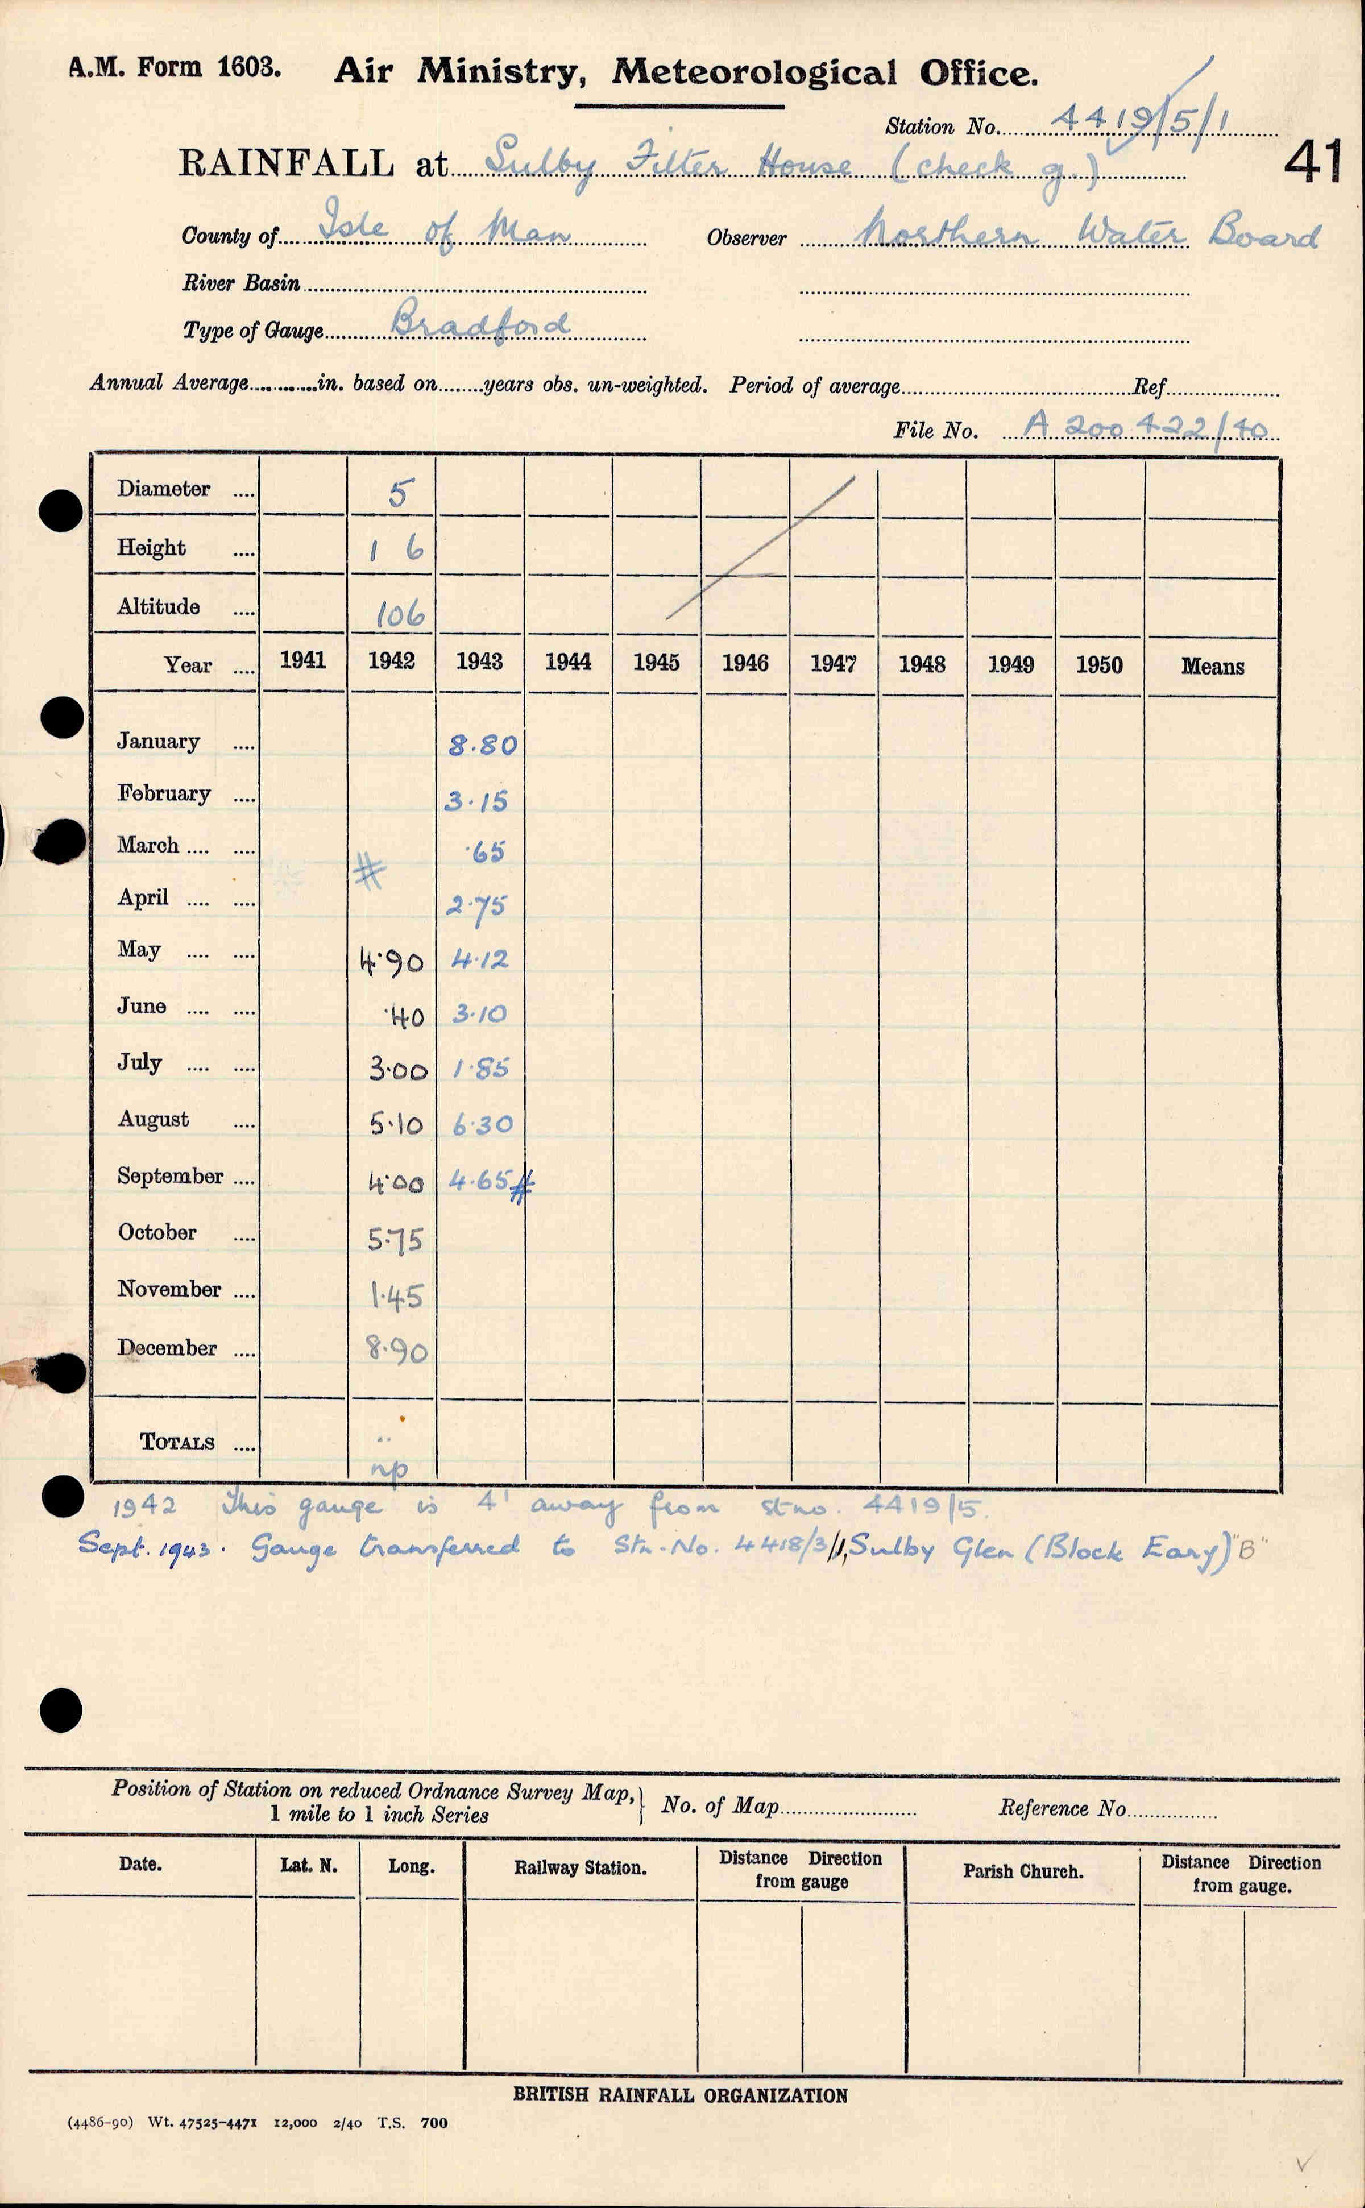 A.M. Form 1603. Air Ministry, Meteorological Office.
Station No. 4419/5/1
41
RAINFALL at Sulby Filter House (check g.)
County of Isle of Man Observer Northern Water Board
River Basin
Type of Gauge Bradford
Annual Average............in. based on........years obs. un-weighted. Period of average........Ref........
File No. A 200 422/40
Diameter .... 5
Height .... 1 6
Altitude .... 106
Year .... 1941 1942 1943 1944 1945 1946 1947 1948 1949 1950 Means
January .... 8.80
February .... 3.15
March .... .... # .65
April .... .... 2.75
May .... .... 4.90 4.12
June .... .... .40 3.10
July .... .... 3.00 1.85
August .... 5.10 6.30
September .... 4.00 4.65 #
October .... 5.75
November .... 1.45
December .... 8.90
TOTALS .... ..
np
1942 This gauge is 4' away from st no. 4419/5.
Sept. 1943. Gauge transferred to Stn. No. 4418/3/1, Sulby Glen (Block Eary) "B"
Position of Station on reduced Ordnance Survey Map, } No. of Map........ Reference No........
1 mile to 1 inch Series
Date. Lat. N. Long. Railway Station. Distance Direction from gauge Parish Church. Distance Direction from gauge.
BRITISH RAINFALL ORGANIZATION
(4486-90) Wt. 47525-4471 12,000 2/40 T.S. 700